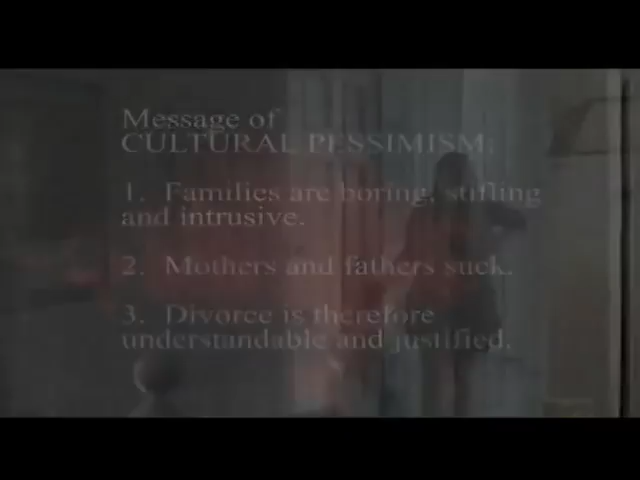 Message of
CULTURAL PESSIMISM:
1. Families are boring, stifling
and intrusive.
2. Mothers and fathers suck.
3. Divorce is therefore
understandable and justified.